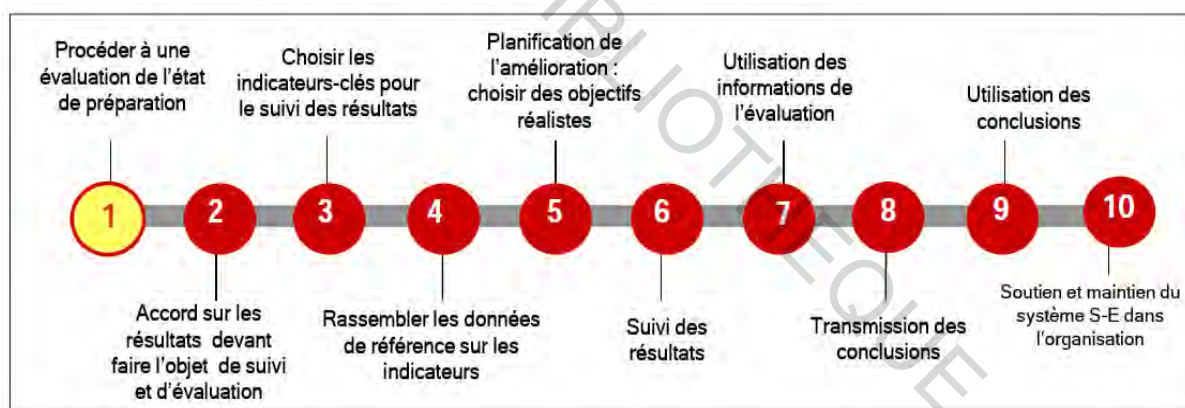 Procéder à une
évaluation de l'état
de préparation
1
Accord sur les
résultats devant
faire l'objet de suivi
et d'évaluation
2
Choisir les
indicateurs-clés pour
le suivi des résultats
3
Rassembler les données
de référence sur les
indicateurs
4
Planification de
l'amélioration :
choisir des objectifs
réalistes
5
Suivi des
résultats
6
Utilisation des
informations de
l'évaluation
7
Transmission des
conclusions
8
Utilisation des
conclusions
9
Soutien et maintien du
système S-E dans
l'organisation
10
BIBLIOTHEQUE